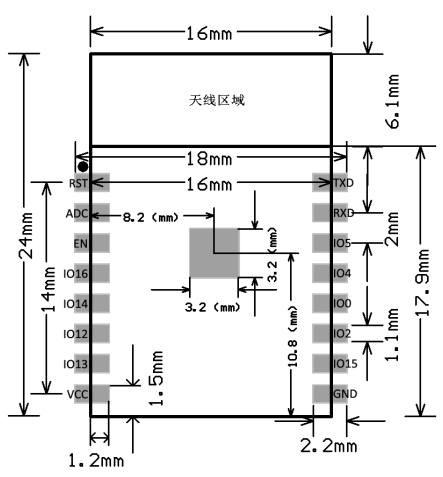 16mm
天线区域
6.1mm
18mm
RST
16mm
TXD
ADC
8.2 (mm)
RXD
24mm
EN
3.2 (mm)
IO5
2mm
IO16
IO4
14mm
17.9mm
IO14
3.2 (mm)
IO0
IO12
10.8 (mm)
IO2
1.1mm
IO13
IO15
1.5mm
VCC
GND
1.2mm
2.2mm